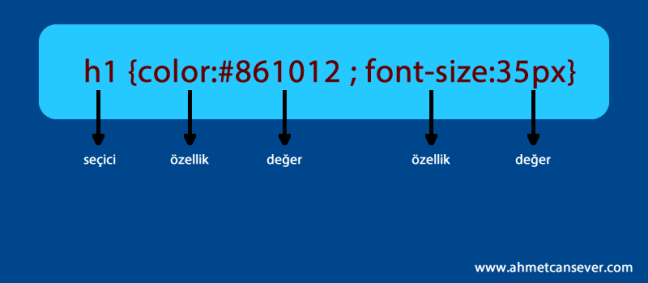 h1 {color:#861012 ; font-size:35px}
seçici özellik değer özellik değer
www.ahmetcansever.com